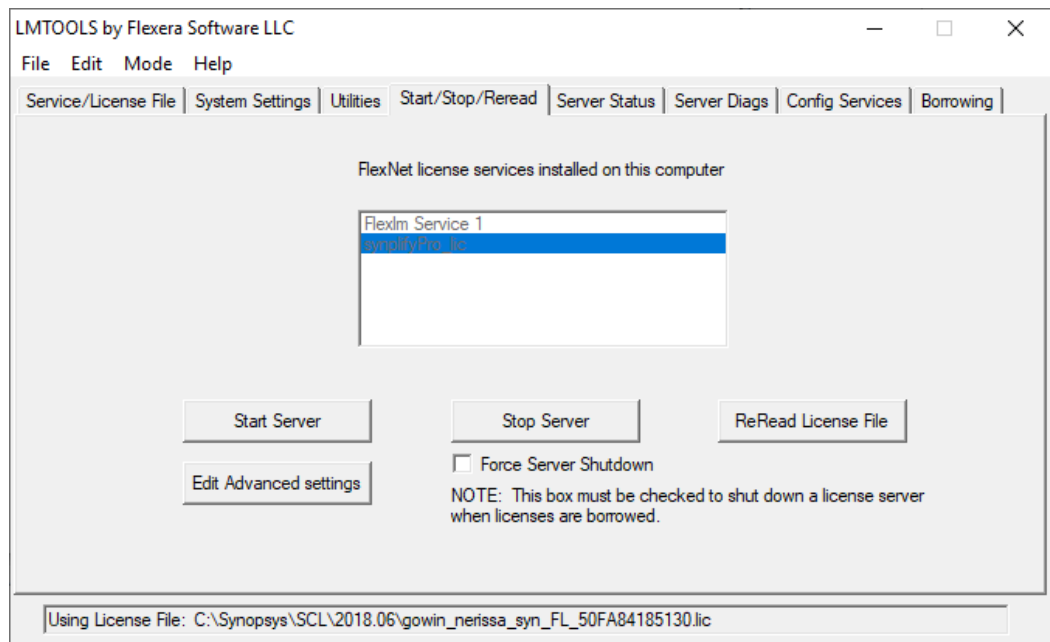 LMTOOLS by Flexera Software LLC
File Edit Mode Help
Service/License File System Settings Utilities Start/Stop/Reread Server Status Server Diags Config Services Borrowing
FlexNet license services installed on this computer
Flexlm Service 1
synplifyPro_lic
Start Server Stop Server ReRead License File
Force Server Shutdown
Edit Advanced settings
NOTE: This box must be checked to shut down a license server
when licenses are borrowed.
Using License File: C:\Synopsys\SCL\2018.06\gowin_nerissa_syn_FL_50FA84185130.lic